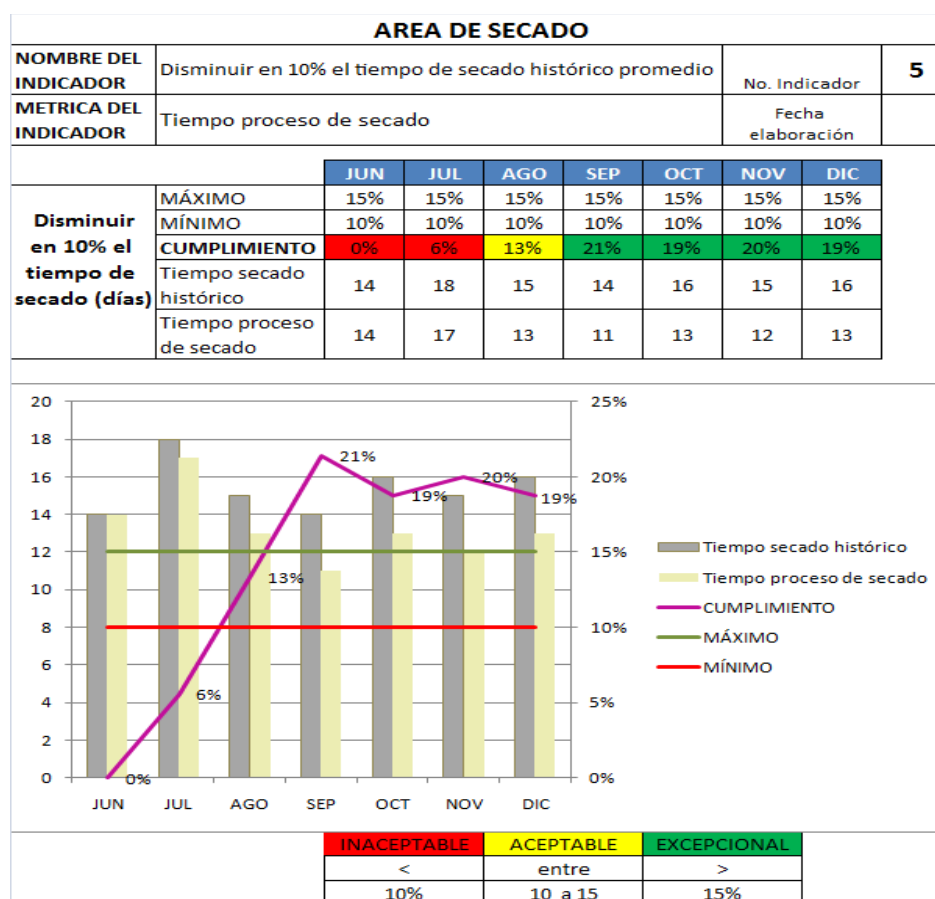 AREA DE SECADO
NOMBRE DEL INDICADOR Disminuir en 10% el tiempo de secado histórico promedio No. Indicador 5
METRICA DEL INDICADOR Tiempo proceso de secado Fecha elaboración
JUN JUL AGO SEP OCT NOV DIC
Disminuir en 10% el tiempo de secado (días)
MÁXIMO 15% 15% 15% 15% 15% 15% 15%
MÍNIMO 10% 10% 10% 10% 10% 10% 10%
CUMPLIMIENTO 0% 6% 13% 21% 19% 20% 19%
Tiempo secado histórico 14 18 15 14 16 15 16
Tiempo proceso de secado 14 17 13 11 13 12 13
20 25%
18
16 20%
14
12 15%
10
8 10%
6
4 5%
2
0 0%
0% 6% 13% 21% 19% 20% 19%
JUN JUL AGO SEP OCT NOV DIC
Tiempo secado histórico
Tiempo proceso de secado
CUMPLIMIENTO
MÁXIMO
MÍNIMO
INACEPTABLE ACEPTABLE EXCEPCIONAL
< entre >
10% 10 a 15 15%